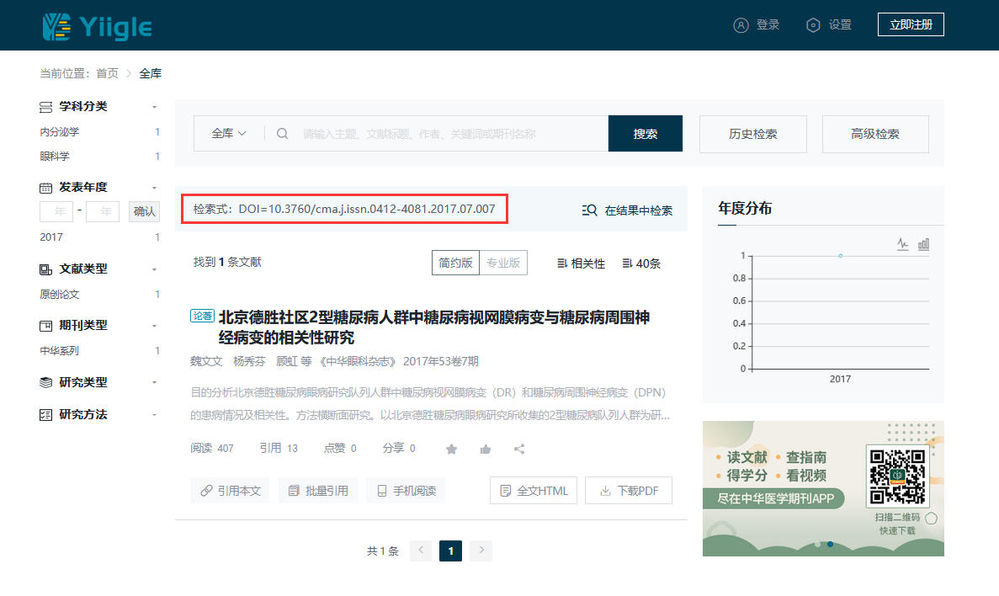 Yiigle
登录
设置
立即注册
当前位置：首页 > 全库
学科分类
内分泌学 1
眼科学 1
发表年度
年 - 年 确认
2017 1
文献类型
原创论文 1
期刊类型
中华系列 1
研究类型
研究方法
全库
请输入主题、文献标题、作者、关键词或期刊名称
搜索
历史检索
高级检索
检索式：DOI=10.3760/cma.j.issn.0412-4081.2017.07.007
在结果中检索
找到 1 条文献
简约版 专业版
相关性
40条
论著 北京德胜社区2型糖尿病人群中糖尿病视网膜病变与糖尿病周围神
经病变的相关性研究
魏文文 杨秀芬 顾虹 等 《中华眼科杂志》 2017年53卷7期
目的分析北京德胜糖尿病眼病研究队列人群中糖尿病视网膜病变（DR）和糖尿病周围神经病变（DPN）
的患病情况及相关性。方法横断面研究。以北京德胜糖尿病眼病研究所收集的2型糖尿病队列人群为研...
阅读 407 引用 13 点赞 0 分享 0
引用本文 批量引用 手机阅读 全文HTML 下载PDF
共 1 条 < 1 >
年度分布
1
0.8
0.6
0.4
0.2
0
2017
读文献 查指南
得学分 看视频
尽在中华医学期刊APP
扫描二维码
快速下载